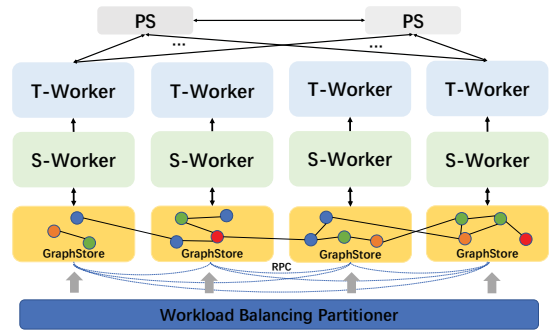 PS PS
... ...
T-Worker T-Worker T-Worker T-Worker
S-Worker S-Worker S-Worker S-Worker
GraphStore GraphStore GraphStore GraphStore
RPC
Workload Balancing Partitioner